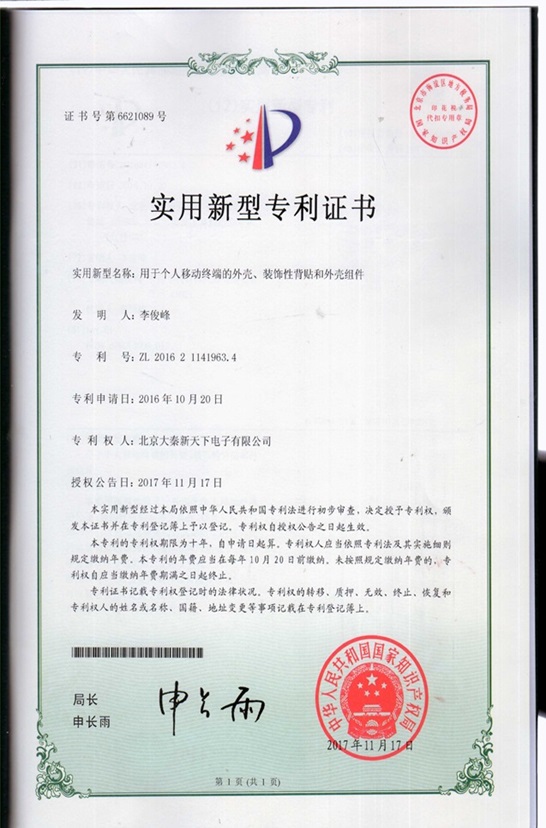 证书号第6621089号
印花税
代扣专用章
国家知识产权局
实用新型专利证书
实用新型名称：用于个人移动终端的外壳、装饰性背贴和外壳组件
发明人：李俊峰
专利号：ZL 2016 2 1141963.4
专利申请日：2016年10月20日
专利权人：北京大秦新天下电子有限公司
授权公告日：2017年11月17日
本实用新型经过本局依照中华人民共和国专利法进行初步审查，决定授予专利权，颁
发本证书并在专利登记簿上予以登记。专利权自授权公告之日起生效。
本专利的专利权期限为十年，自申请日起算。专利权人应当依照专利法及其实施细则
规定缴纳年费。本专利的年费应当在每年10月20日前缴纳。未按照规定缴纳年费的，专
利权自应当缴纳年费期满之日起终止。
专利证书记载专利权登记时的法律状况。专利权的转移、质押、无效、终止、恢复和
专利权人的姓名或名称、国籍、地址变更等事项记载在专利登记簿上。
局长
申长雨
申长雨
中华人民共和国国家知识产权局
2017年11月17日
第1页(共1页)